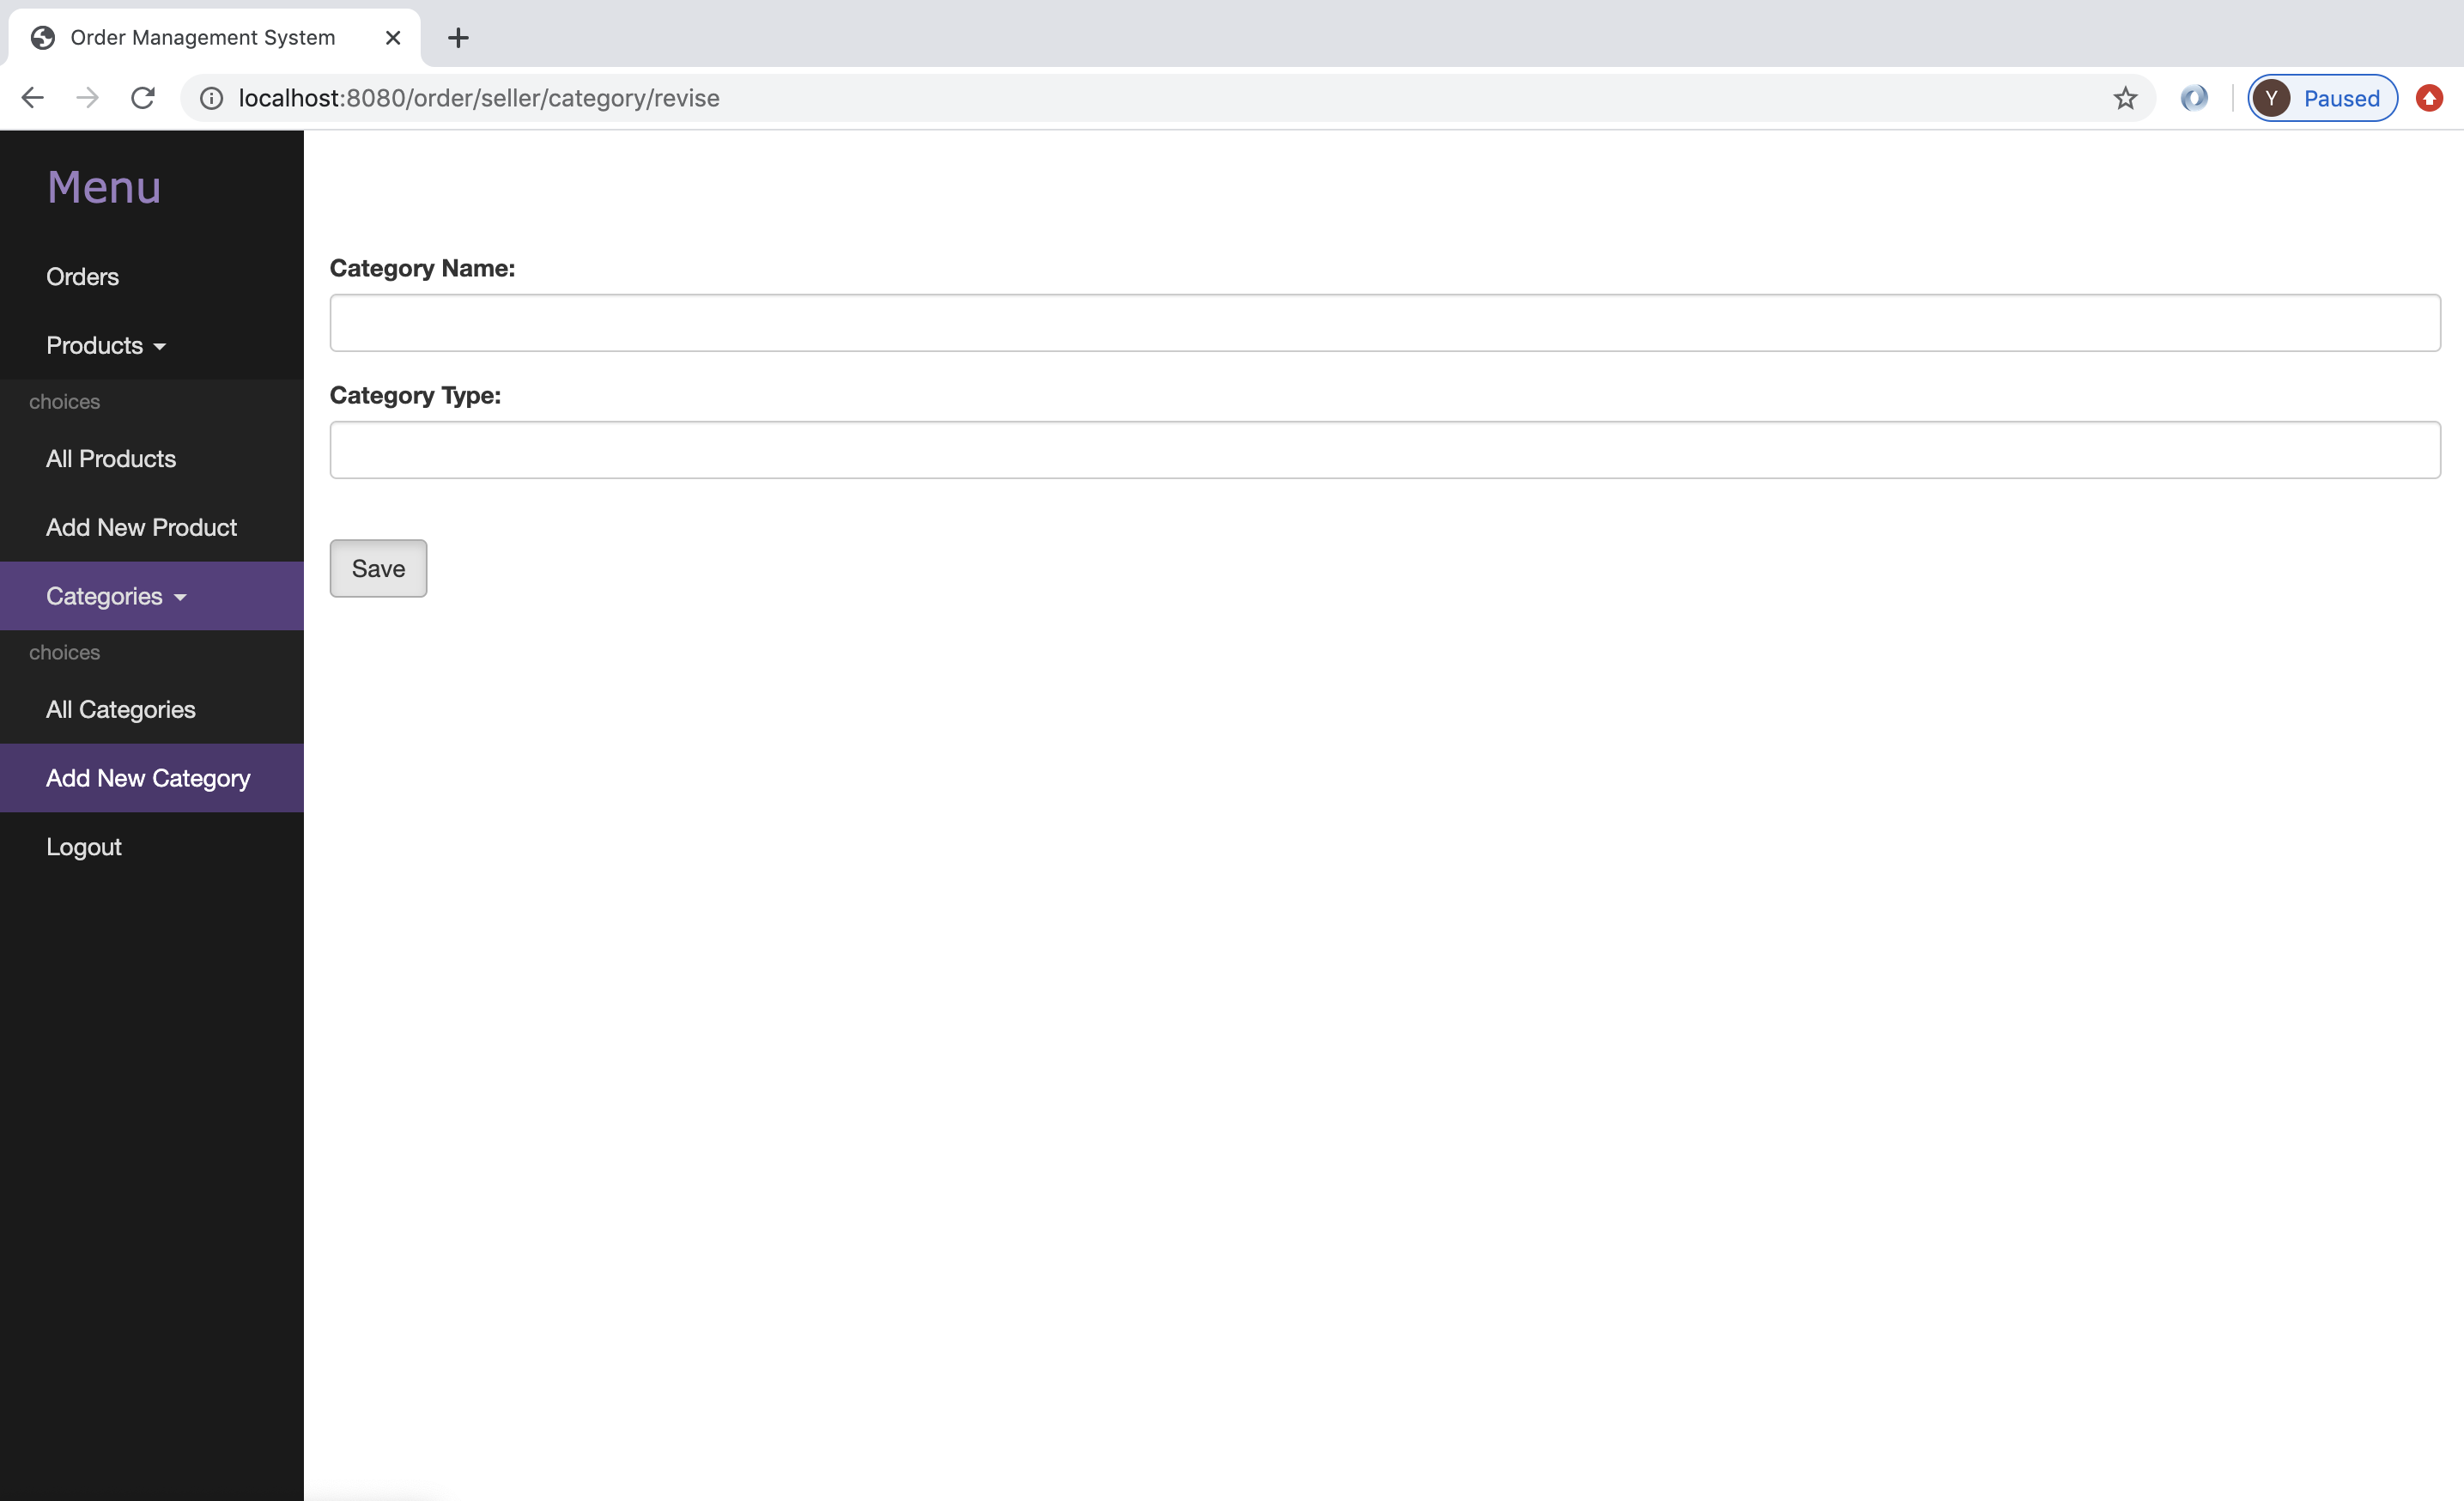 Order Management System
localhost:8080/order/seller/category/revise
Y Paused
Menu
Orders
Products
choices
All Products
Add New Product
Categories
choices
All Categories
Add New Category
Logout
Category Name:
Category Type:
Save